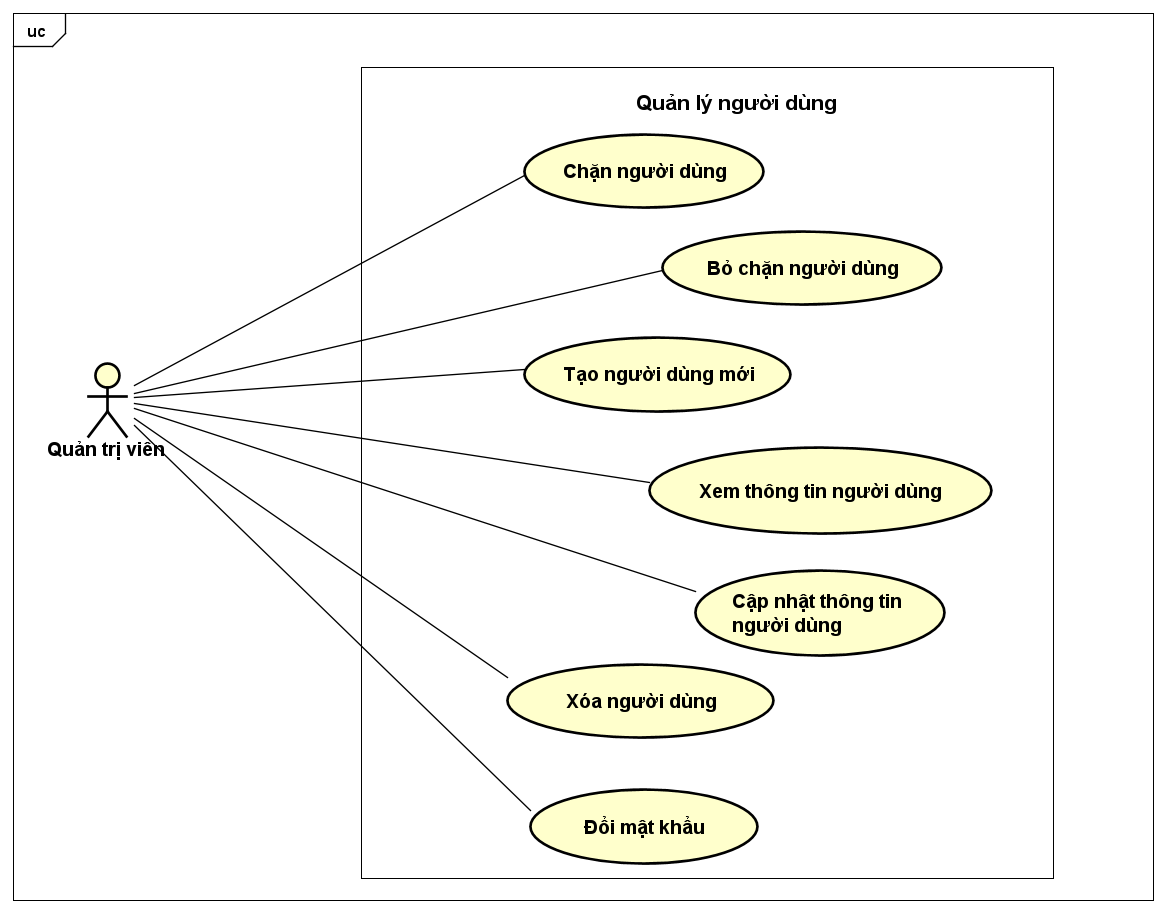 uc
Quản lý người dùng
Chặn người dùng
Bỏ chặn người dùng
Tạo người dùng mới
Quản trị viên
Xem thông tin người dùng
Cập nhật thông tin
người dùng
Xóa người dùng
Đổi mật khẩu